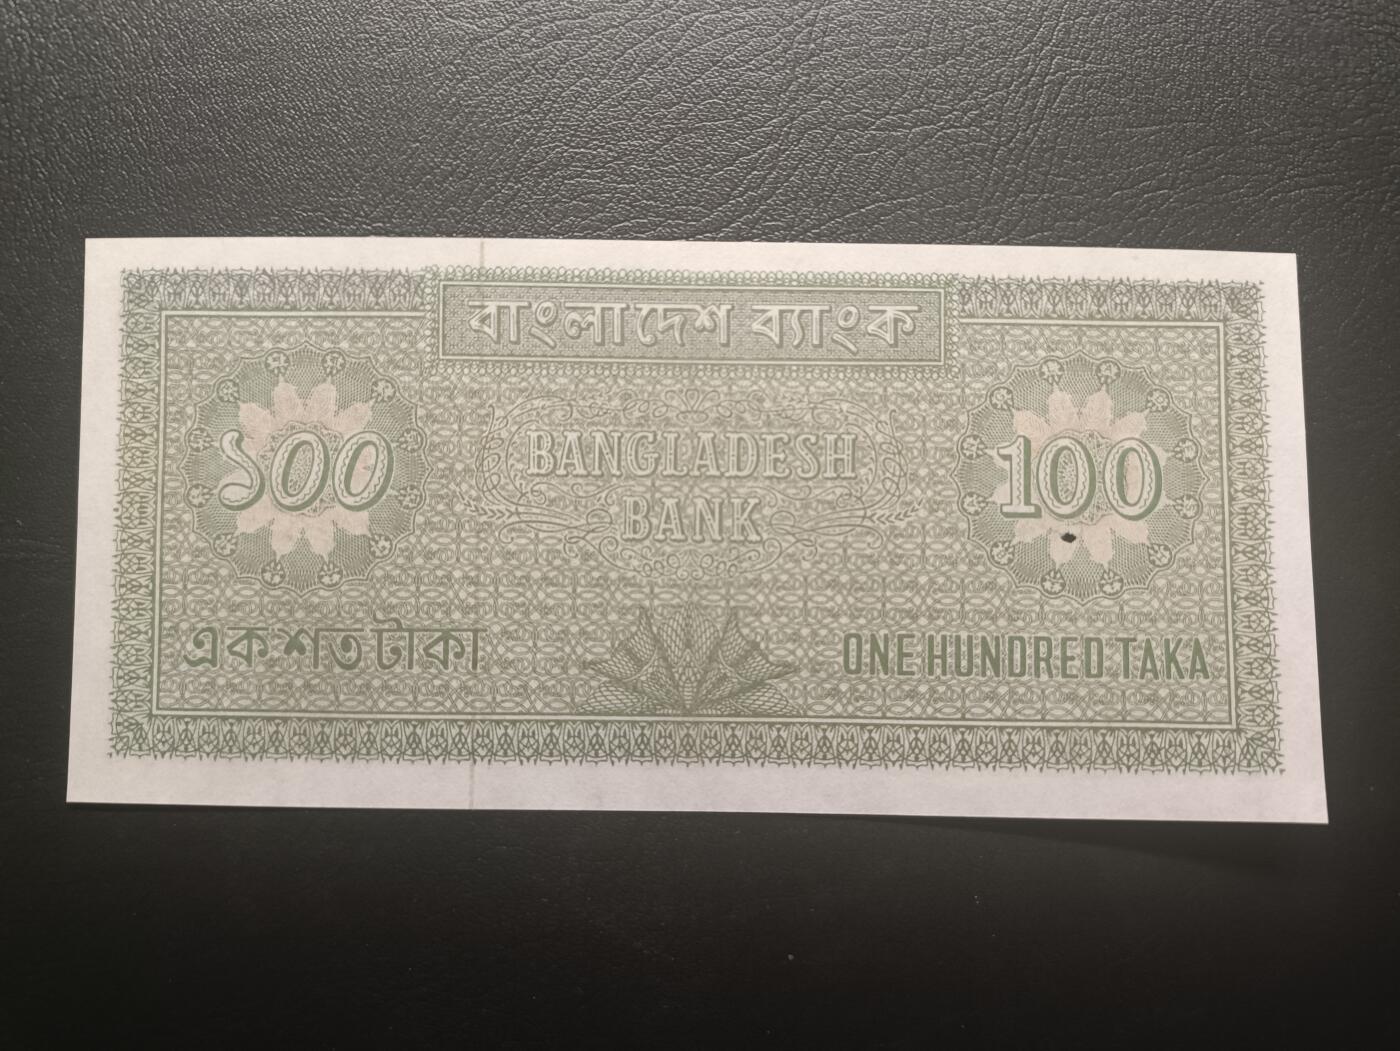 বাংলাদেশ ব্যাংক
১00
BANGLADESH
BANK
100
এক শত টাকা
ONE HUNDRED TAKA